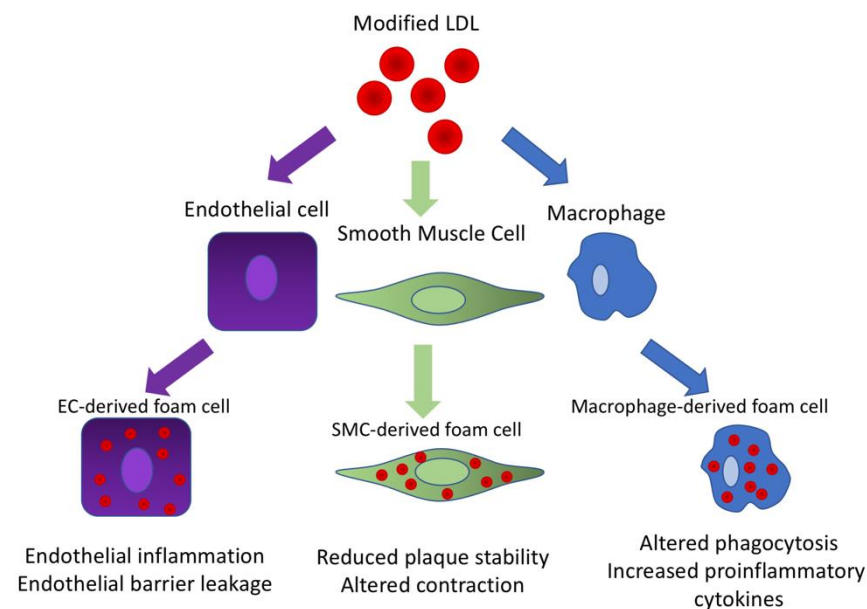 Modified LDL
Endothelial cell
Smooth Muscle Cell
Macrophage
EC-derived foam cell
SMC-derived foam cell
Macrophage-derived foam cell
Endothelial inflammation
Endothelial barrier leakage
Reduced plaque stability
Altered contraction
Altered phagocytosis
Increased proinflammatory
cytokines